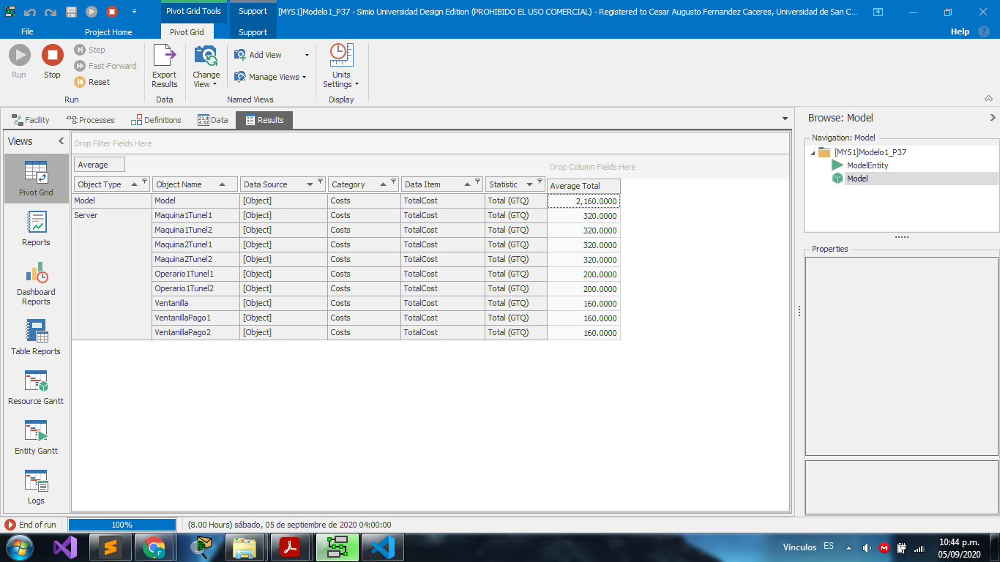 Pivot Grid Tools
Support
[MYS1]Modelo1_P37 - Simio Universidad Design Edition (PROHIBIDO EL USO COMERCIAL) - Registered to Cesar Augusto Fernandez Caceres, Universidad de San C...
File
Project Home
Pivot Grid
Support
Help
Run
Stop
Step
Fast-Forward
Reset
Export Results
Change View
Add View
Manage Views
Units Settings
Run
Data
Named Views
Display
Facility
Processes
Definitions
Data
Results
Browse: Model
Navigation: Model
[MYS1]Modelo1_P37
ModelEntity
Model
Properties
Views
Pivot Grid
Reports
Dashboard Reports
Table Reports
Resource Gantt
Entity Gantt
Logs
Drop Filter Fields Here
Average
Drop Column Fields Here
Object Type Object Name Data Source Category Data Item Statistic Average Total
Model Model [Object] Costs TotalCost Total (GTQ) 2,160.0000
Server Maquina1Tunel1 [Object] Costs TotalCost Total (GTQ) 320.0000
Maquina1Tunel2 [Object] Costs TotalCost Total (GTQ) 320.0000
Maquina2Tunel1 [Object] Costs TotalCost Total (GTQ) 320.0000
Maquina2Tunel2 [Object] Costs TotalCost Total (GTQ) 320.0000
Operario1Tunel1 [Object] Costs TotalCost Total (GTQ) 200.0000
Operario1Tunel2 [Object] Costs TotalCost Total (GTQ) 200.0000
Ventanilla [Object] Costs TotalCost Total (GTQ) 160.0000
VentanillaPago1 [Object] Costs TotalCost Total (GTQ) 160.0000
VentanillaPago2 [Object] Costs TotalCost Total (GTQ) 160.0000
End of run
100%
(8.00 Hours) sábado, 05 de septiembre de 2020 04:00:00
Vínculos
ES
10:44 p.m.
05/09/2020